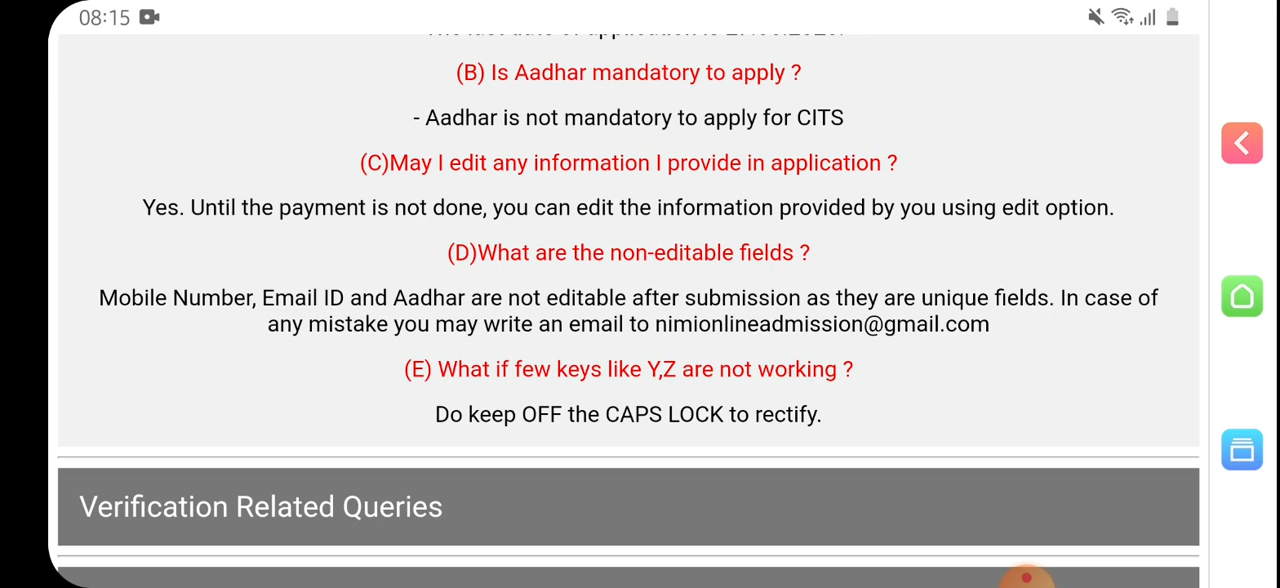 08:15
(B) Is Aadhar mandatory to apply ?
- Aadhar is not mandatory to apply for CITS
(C)May I edit any information I provide in application ?
Yes. Until the payment is not done, you can edit the information provided by you using edit option.
(D)What are the non-editable fields ?
Mobile Number, Email ID and Aadhar are not editable after submission as they are unique fields. In case of
any mistake you may write an email to nimionlineadmission@gmail.com
(E) What if few keys like Y,Z are not working ?
Do keep OFF the CAPS LOCK to rectify.
Verification Related Queries